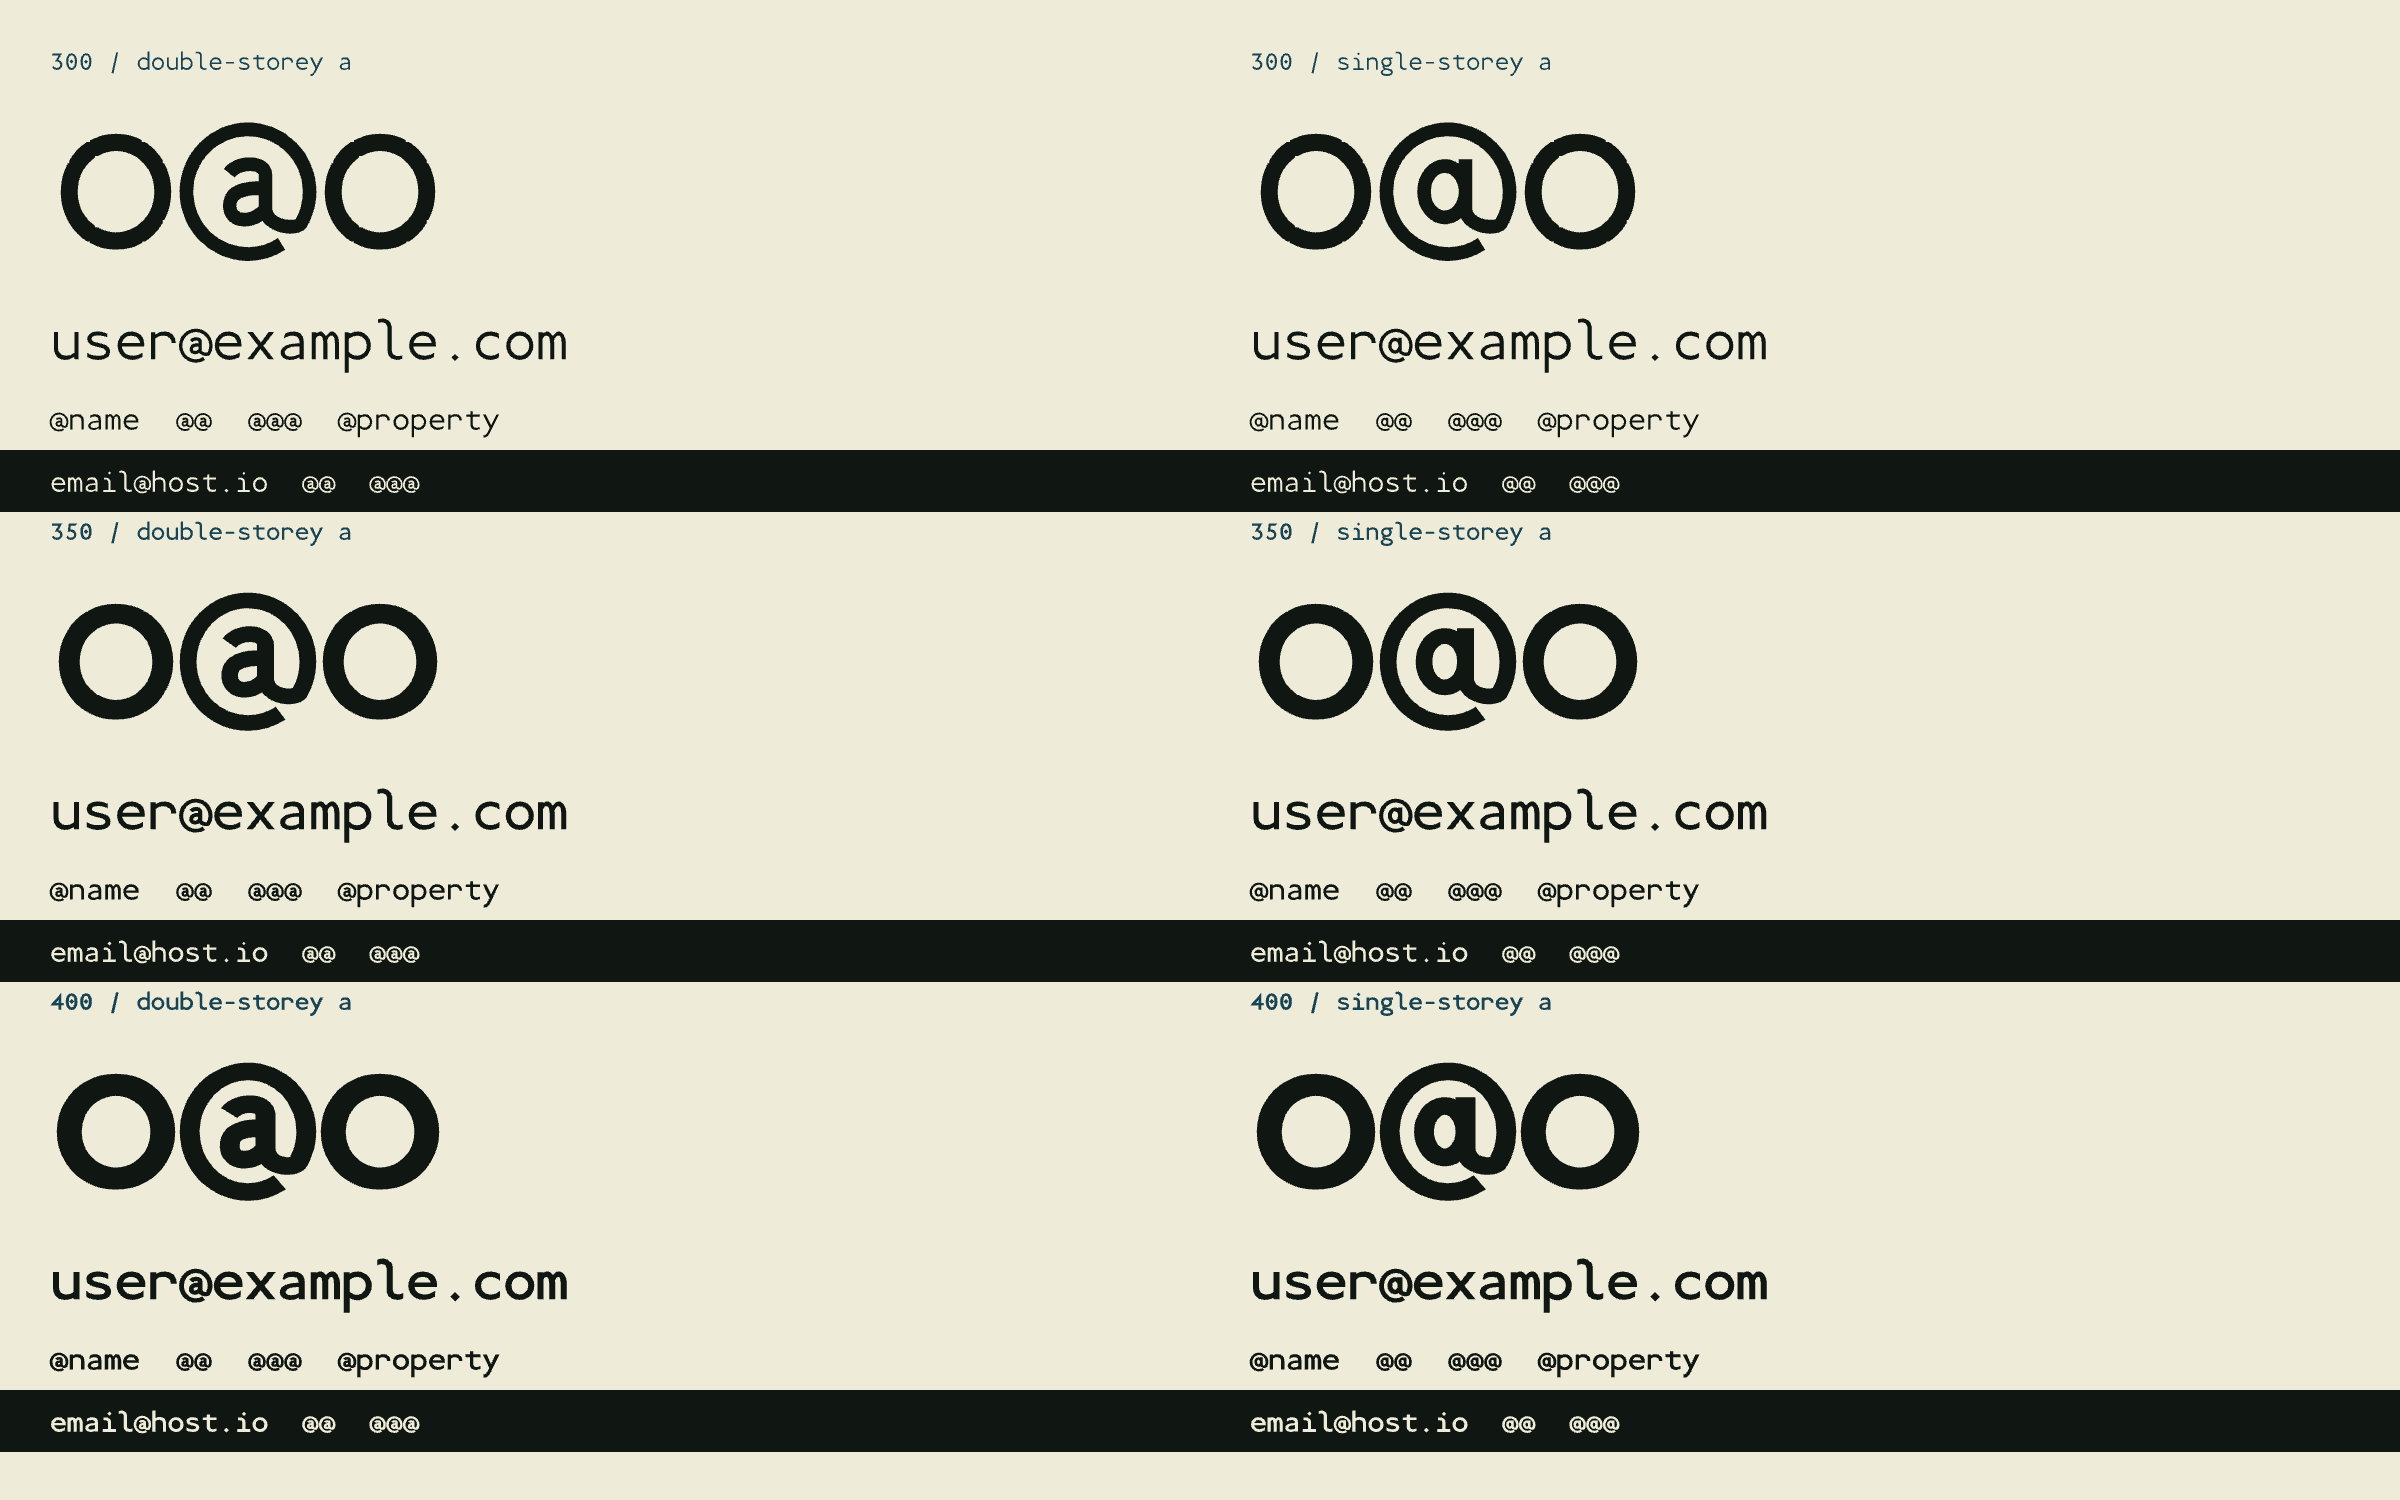 300 / double-storey a
o@o
user@example.com
@name  @@  @@@  @property
email@host.io  @@  @@@
350 / double-storey a
o@o
user@example.com
@name  @@  @@@  @property
email@host.io  @@  @@@
400 / double-storey a
o@o
user@example.com
@name  @@  @@@  @property
email@host.io  @@  @@@
300 / single-storey a
o@o
user@example.com
@name  @@  @@@  @property
email@host.io  @@  @@@
350 / single-storey a
o@o
user@example.com
@name  @@  @@@  @property
email@host.io  @@  @@@
400 / single-storey a
o@o
user@example.com
@name  @@  @@@  @property
email@host.io  @@  @@@